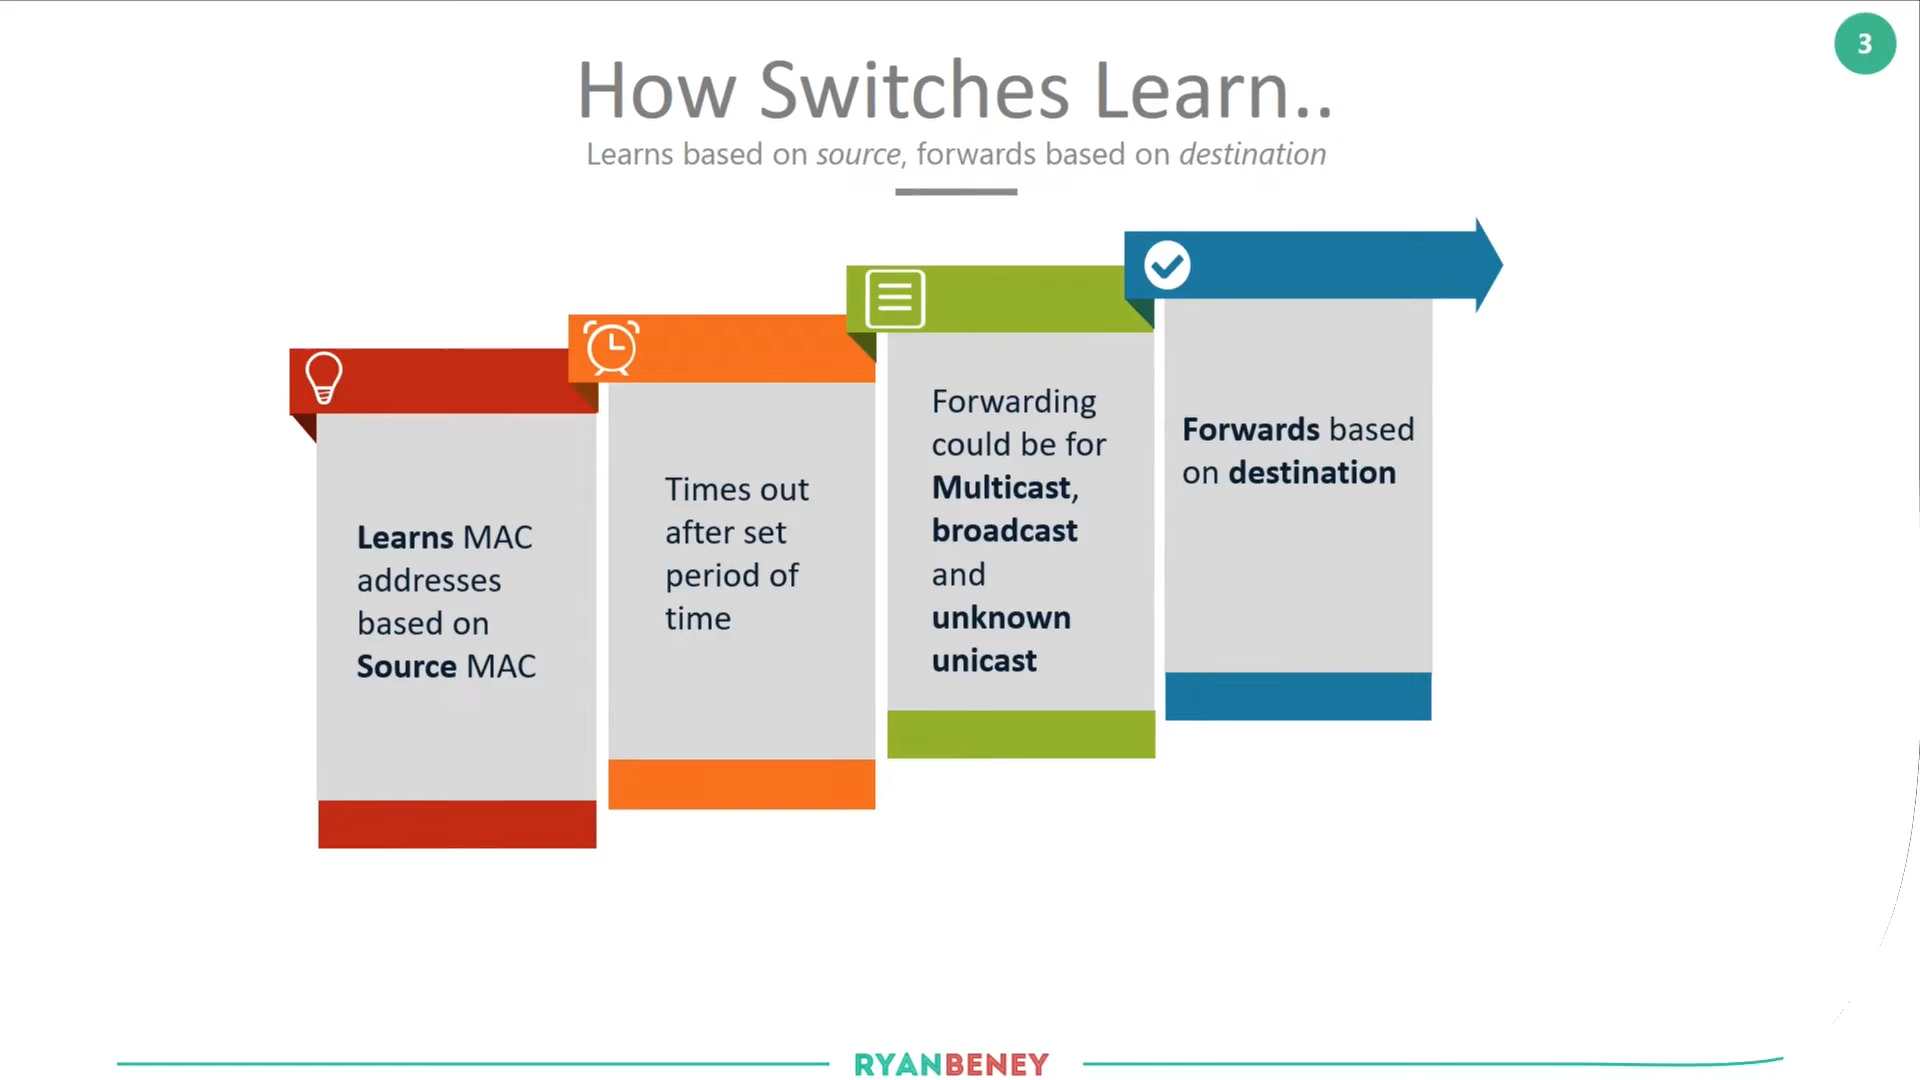 3
How Switches Learn..
Learns based on source, forwards based on destination
Learns MAC
addresses
based on
Source MAC
Times out
after set
period of
time
Forwarding
could be for
Multicast,
broadcast
and
unknown
unicast
Forwards based
on destination
RYANBENEY